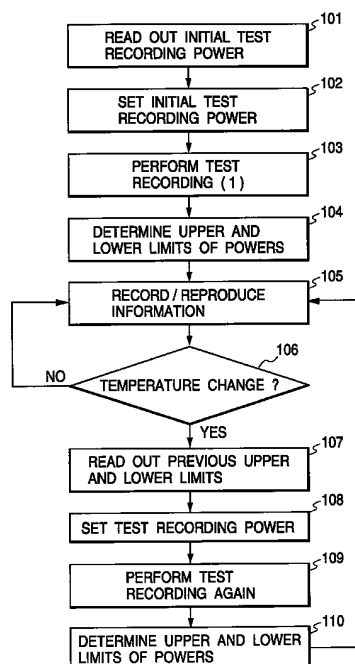 101
READ OUT INITIAL TEST
RECORDING POWER
102
SET INITIAL TEST
RECORDING POWER
103
PERFORM TEST
RECORDING (1)
104
DETERMINE UPPER AND
LOWER LIMITS OF POWERS
105
RECORD / REPRODUCE
INFORMATION
106
TEMPERATURE CHANGE ?
NO
YES
107
READ OUT PREVIOUS UPPER
AND LOWER LIMITS
108
SET TEST RECORDING POWER
109
PERFORM TEST
RECORDING AGAIN
110
DETERMINE UPPER AND LOWER
LIMITS OF POWERS